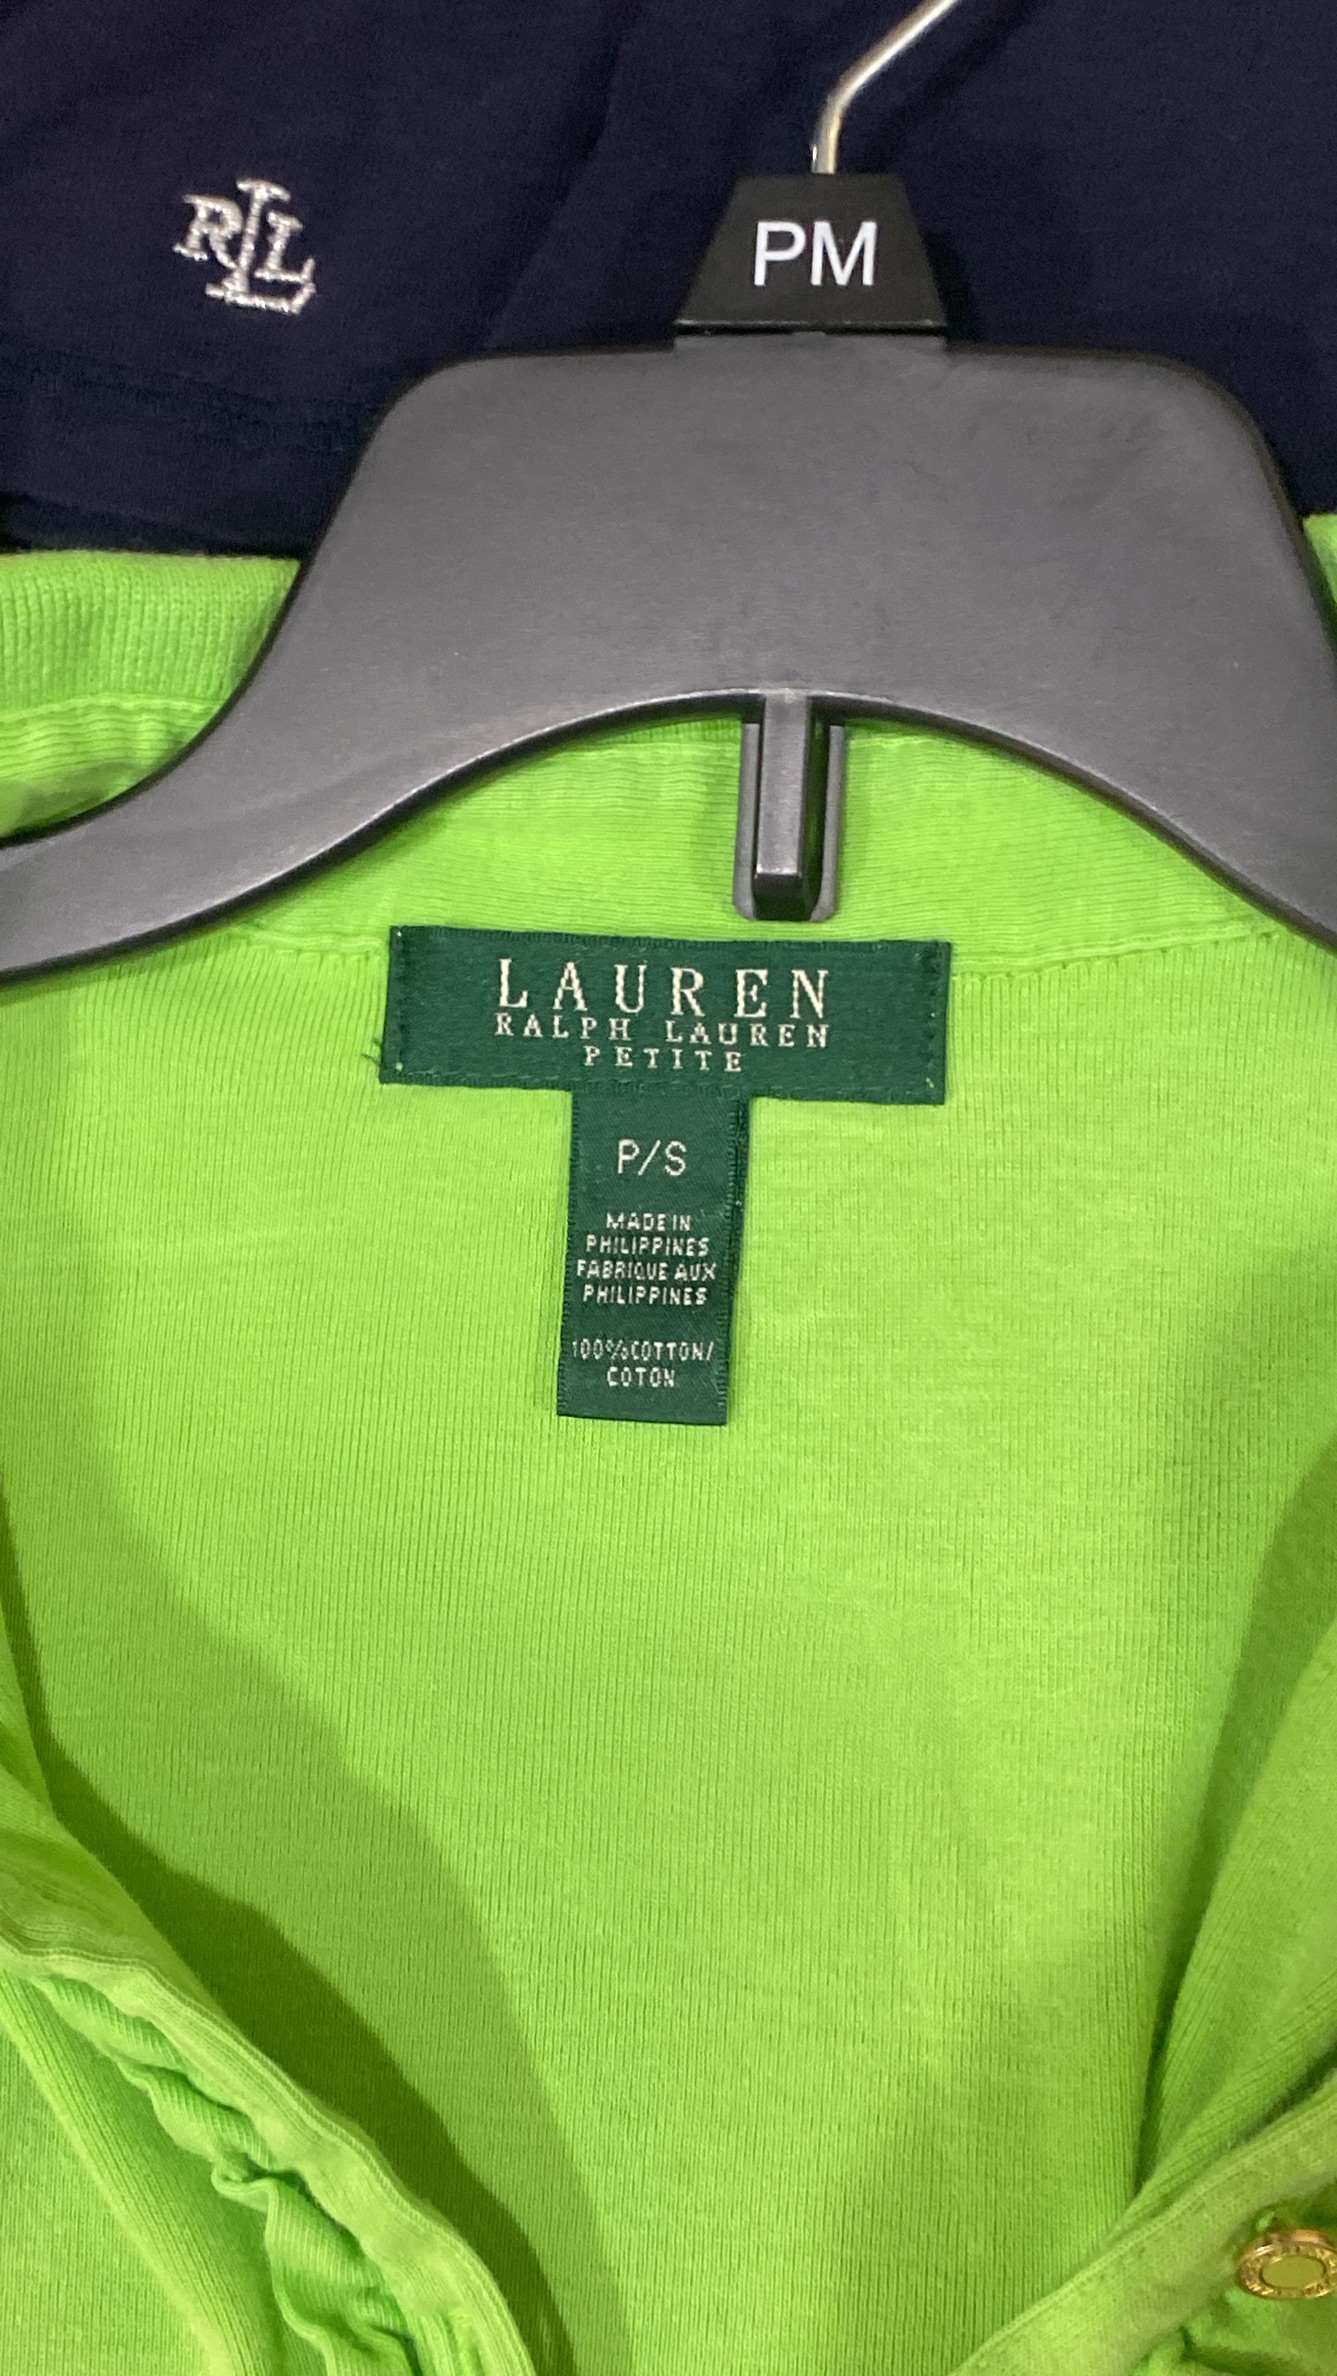 RLL
PM
LAUREN
RALPH LAUREN
PETITE
P/S
MADE IN
PHILIPPINES
FABRIQUE AUX
PHILIPPINES
100%COTTON/
COTON